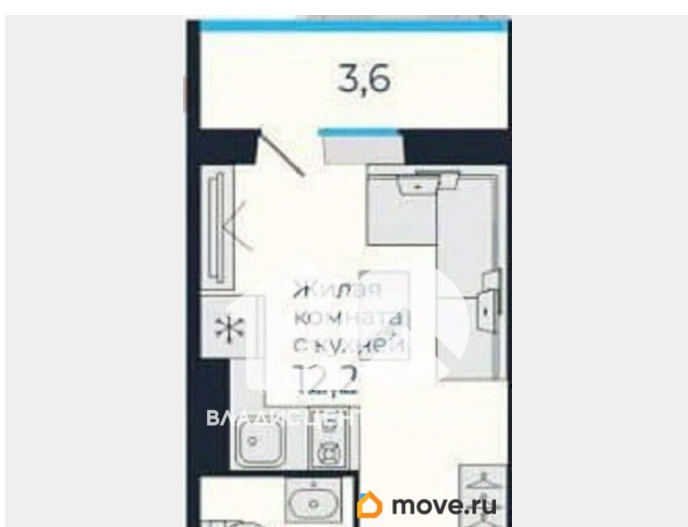 3,6
Жилая
комната
с кухней
12,2
move.ru